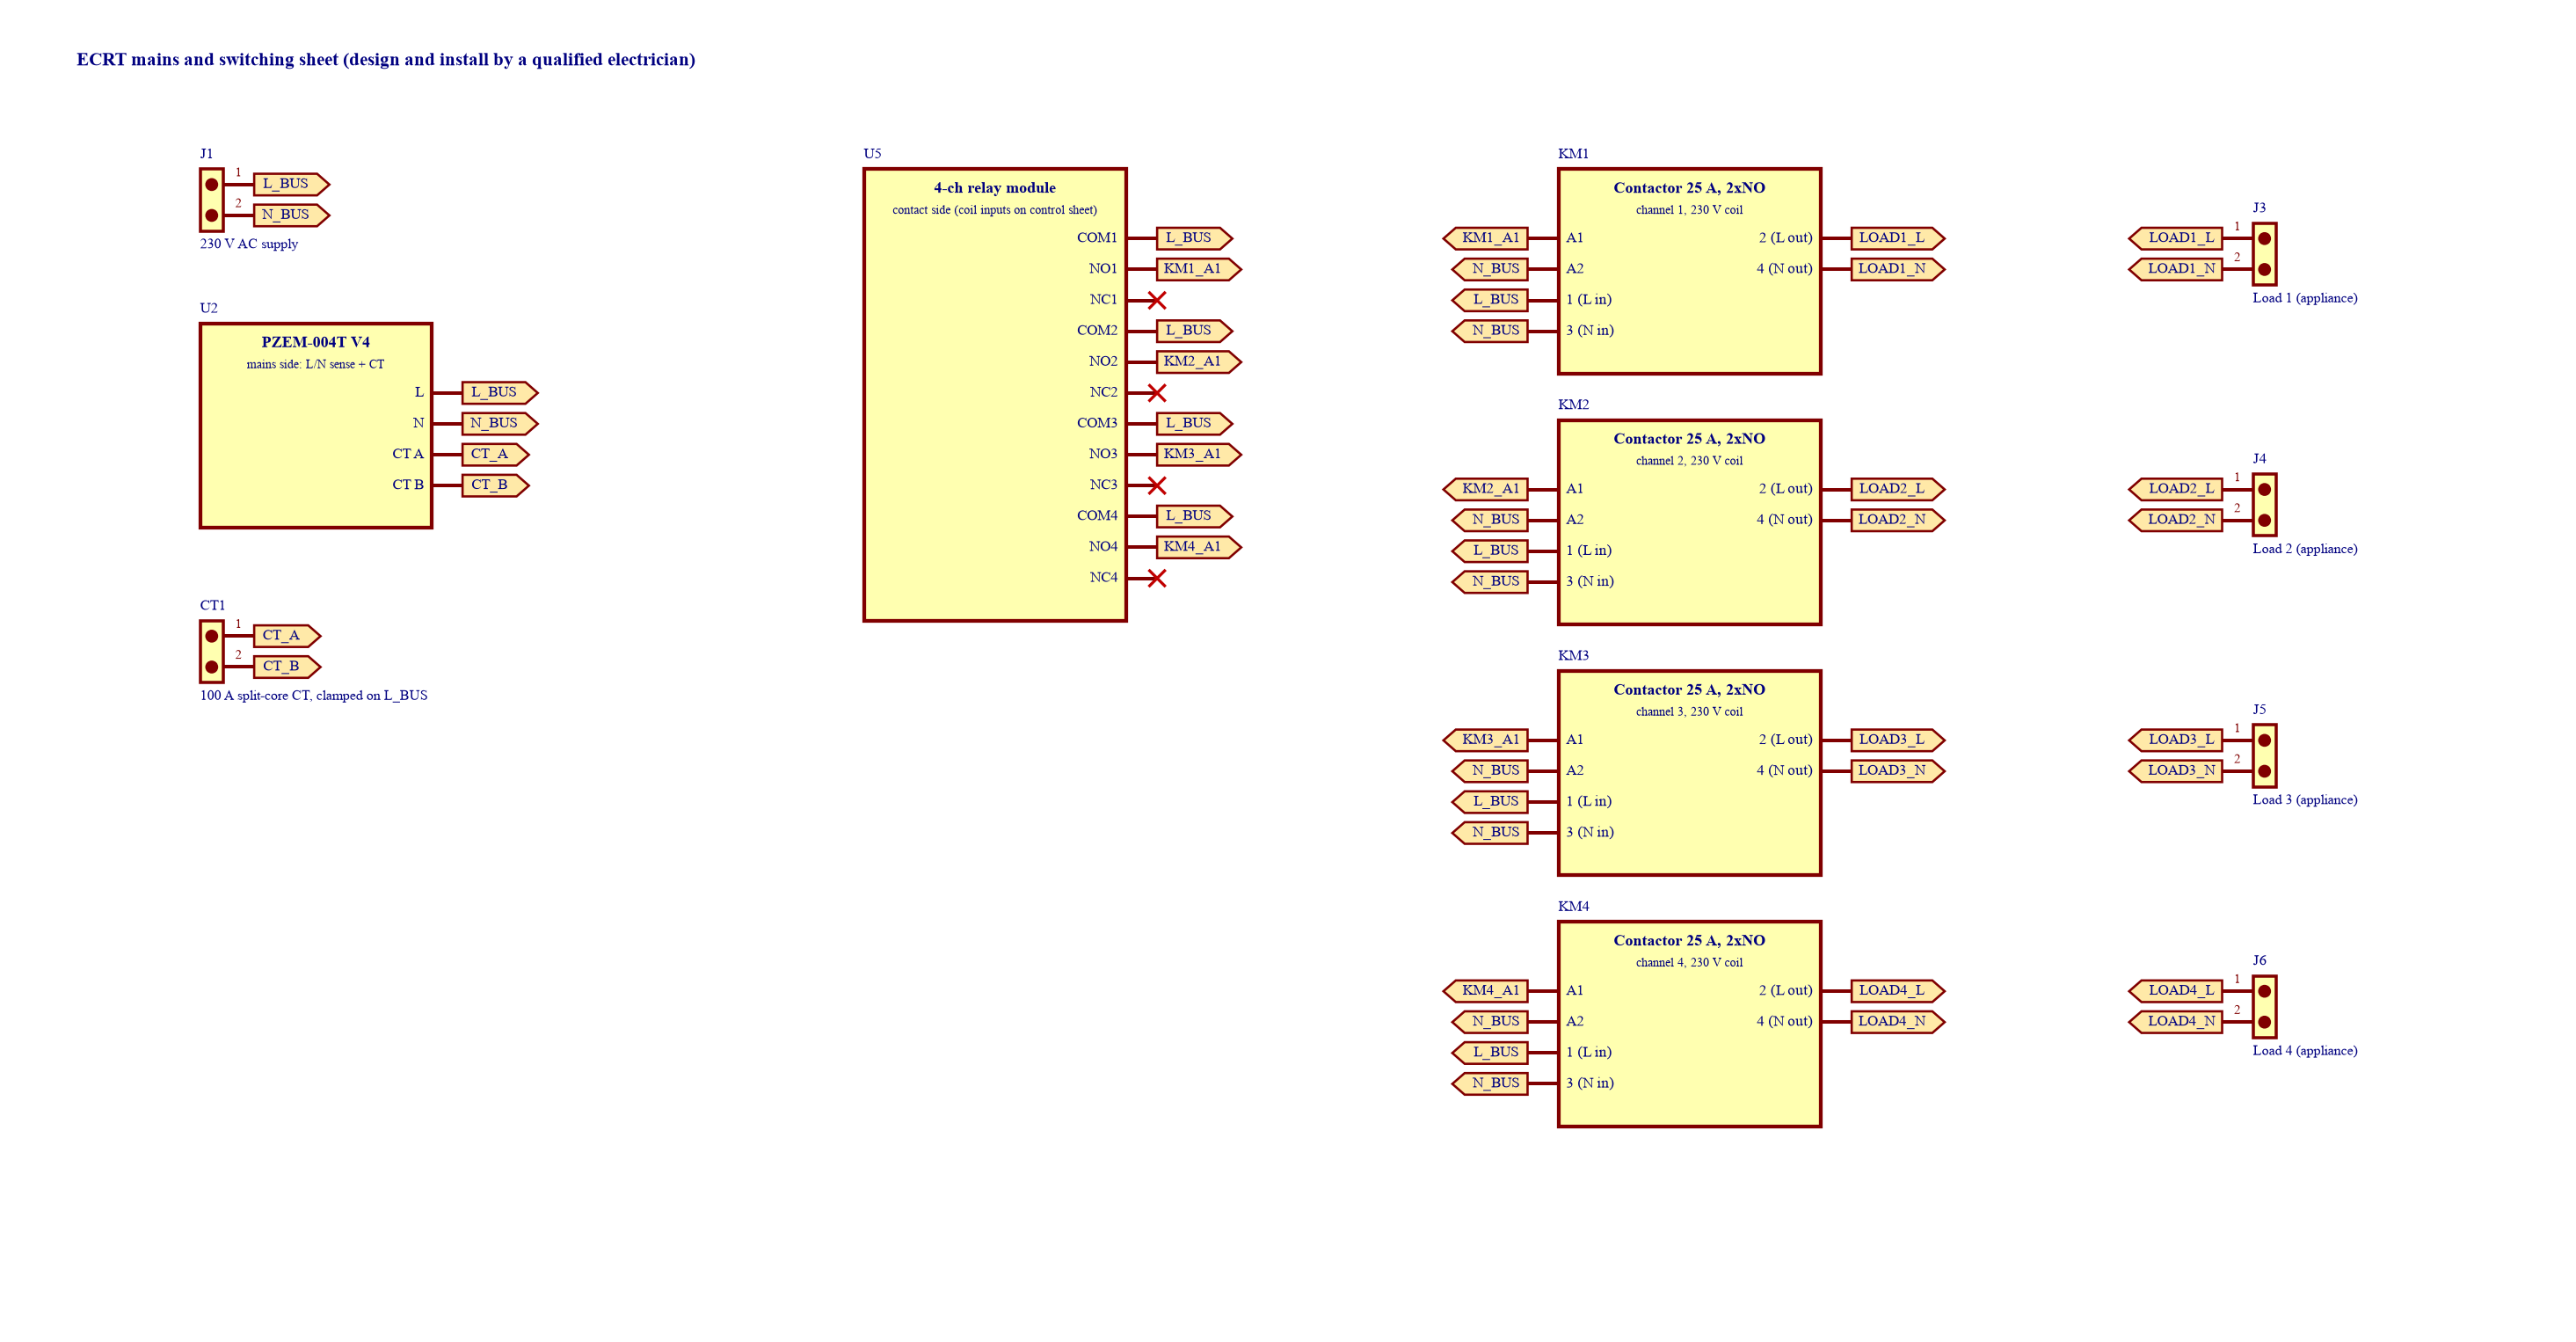 ECRT mains and switching sheet (design and install by a qualified electrician)
J1
1 L_BUS
2 N_BUS
230 V AC supply
U2
PZEM-004T V4
mains side: L/N sense + CT
L L_BUS
N N_BUS
CT A CT_A
CT B CT_B
CT1
1 CT_A
2 CT_B
100 A split-core CT, clamped on L_BUS
U5
4-ch relay module
contact side (coil inputs on control sheet)
COM1 L_BUS
NO1 KM1_A1
NC1
COM2 L_BUS
NO2 KM2_A1
NC2
COM3 L_BUS
NO3 KM3_A1
NC3
COM4 L_BUS
NO4 KM4_A1
NC4
KM1
Contactor 25 A, 2xNO
channel 1, 230 V coil
KM1_A1 A1 2 (L out) LOAD1_L
N_BUS A2 4 (N out) LOAD1_N
L_BUS 1 (L in)
N_BUS 3 (N in)
KM2
Contactor 25 A, 2xNO
channel 2, 230 V coil
KM2_A1 A1 2 (L out) LOAD2_L
N_BUS A2 4 (N out) LOAD2_N
L_BUS 1 (L in)
N_BUS 3 (N in)
KM3
Contactor 25 A, 2xNO
channel 3, 230 V coil
KM3_A1 A1 2 (L out) LOAD3_L
N_BUS A2 4 (N out) LOAD3_N
L_BUS 1 (L in)
N_BUS 3 (N in)
KM4
Contactor 25 A, 2xNO
channel 4, 230 V coil
KM4_A1 A1 2 (L out) LOAD4_L
N_BUS A2 4 (N out) LOAD4_N
L_BUS 1 (L in)
N_BUS 3 (N in)
J3
LOAD1_L 1
LOAD1_N 2
Load 1 (appliance)
J4
LOAD2_L 1
LOAD2_N 2
Load 2 (appliance)
J5
LOAD3_L 1
LOAD3_N 2
Load 3 (appliance)
J6
LOAD4_L 1
LOAD4_N 2
Load 4 (appliance)